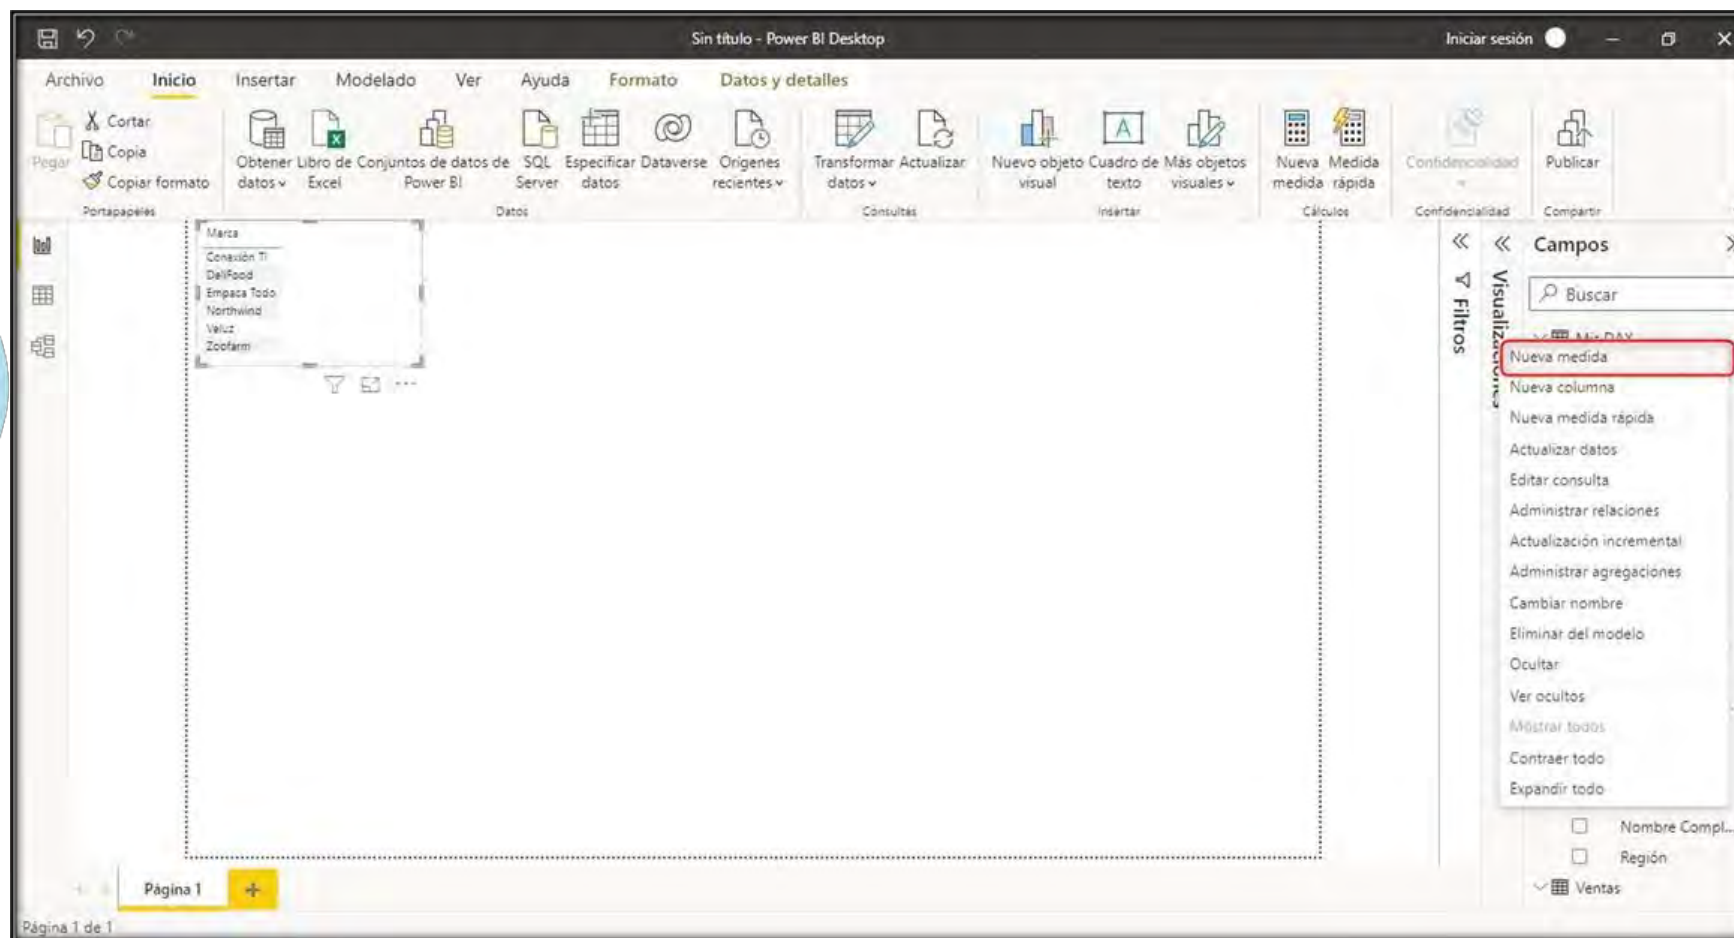 Sin título - Power BI Desktop
Iniciar sesión
Archivo Inicio Insertar Modelado Ver Ayuda Formato Datos y detalles
Pegar
Cortar
Copia
Copiar formato
Portapapeles
Obtener datos
Libro de Excel
Conjuntos de datos de Power BI
SQL Server
Especificar datos
Dataverse
Orígenes recientes
Datos
Transformar datos
Actualizar
Consultas
Nuevo objeto visual
Cuadro de texto
Más objetos visuales
Insertar
Nueva medida
Medida rápida
Cálculos
Confidencialidad
Confidencialidad
Publicar
Compartir
Marca
Conexión TI
DeliFood
Empaca Todo
Northwind
Veluz
Zoofarm
Filtros
Visualizaciones
Campos
Buscar
Mis DAX
Nueva medida
Nueva columna
Nueva medida rápida
Actualizar datos
Editar consulta
Administrar relaciones
Actualización incremental
Administrar agregaciones
Cambiar nombre
Eliminar del modelo
Ocultar
Ver ocultos
Mostrar todos
Contraer todo
Expandir todo
Nombre Compl...
Región
Ventas
Página 1
Página 1 de 1